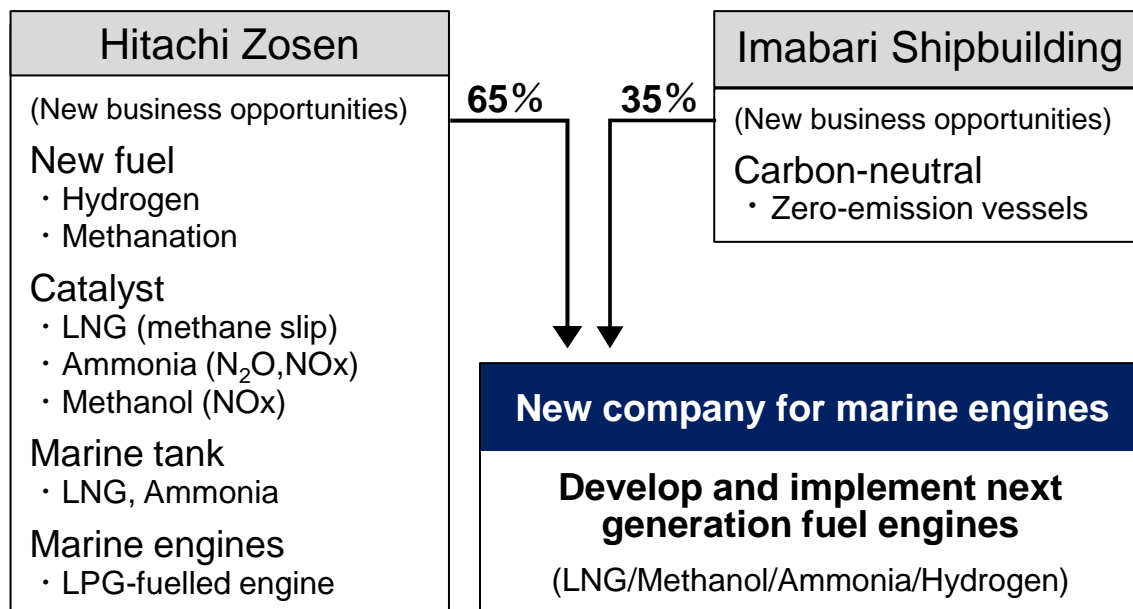 Hitachi Zosen
(New business opportunities)
New fuel
・Hydrogen
・Methanation
Catalyst
・LNG (methane slip)
・Ammonia (N₂O,NOx)
・Methanol (NOx)
Marine tank
・LNG, Ammonia
Marine engines
・LPG-fuelled engine
65%
35%
Imabari Shipbuilding
(New business opportunities)
Carbon-neutral
・Zero-emission vessels
New company for marine engines
Develop and implement next
generation fuel engines
(LNG/Methanol/Ammonia/Hydrogen)